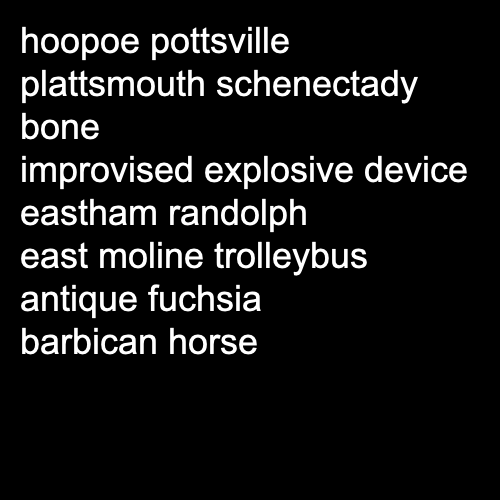 hoopoe pottsville
plattsmouth schenectady
bone
improvised explosive device
eastham randolph
east moline trolleybus
antique fuchsia
barbican horse